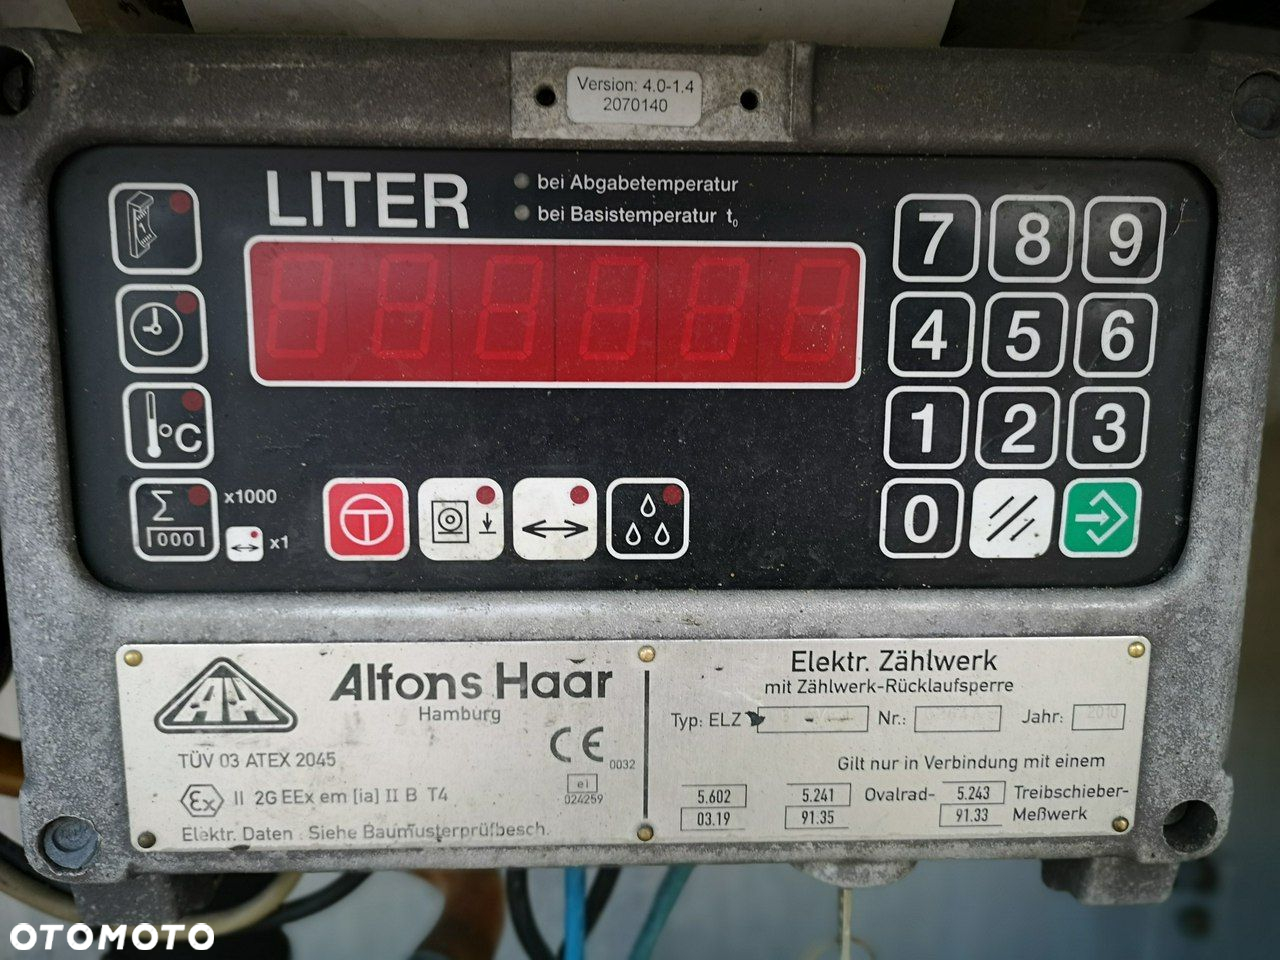 Version: 4.0-1.4
2070140
LITER
bei Abgabetemperatur
bei Basistemperatur t0
1
°C
Σ
000
x1000
x1
7 8 9
4 5 6
1 2 3
0
Alfons Haar
Hamburg
CE 0032
TÜV 03 ATEX 2045
e1
024259
Ex II 2G EEx em [ia] II B T4
Elektr. Daten : Siehe Baumusterprüfbesch.
Elektr. Zählwerk
mit Zählwerk-Rücklaufsperre
Typ: ELZ Nr.: Jahr: 2010
Gilt nur in Verbindung mit einem
5.602 5.241 Ovalrad- 5.243 Treibschieber-
03.19 91.35 91.33 Meßwerk
OTOMOTO